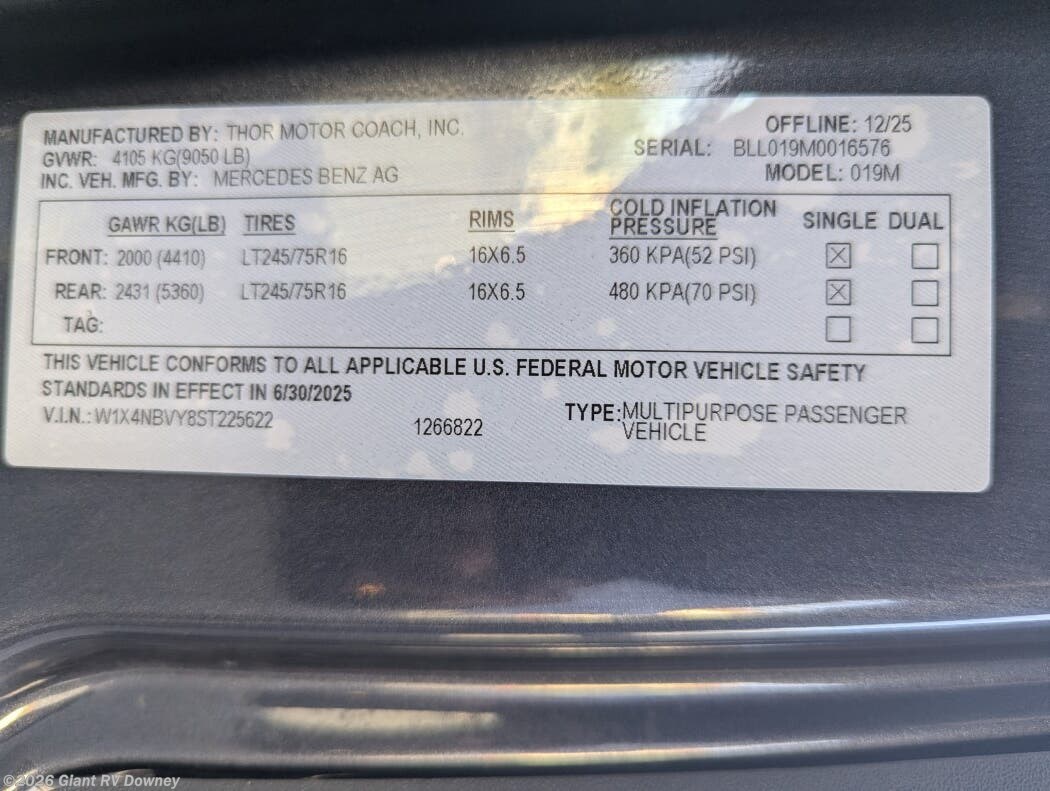 MANUFACTURED BY: THOR MOTOR COACH, INC.
OFFLINE: 12/25
GVWR: 4105 KG(9050 LB)
SERIAL: BLL019M0016576
INC. VEH. MFG. BY: MERCEDES BENZ AG
MODEL: 019M
GAWR KG(LB) TIRES RIMS COLD INFLATION PRESSURE SINGLE DUAL
FRONT: 2000 (4410) LT245/75R16 16X6.5 360 KPA(52 PSI) ☒ ☐
REAR: 2431 (5360) LT245/75R16 16X6.5 480 KPA(70 PSI) ☒ ☐
TAG: ☐ ☐
THIS VEHICLE CONFORMS TO ALL APPLICABLE U.S. FEDERAL MOTOR VEHICLE SAFETY
STANDARDS IN EFFECT IN 6/30/2025
V.I.N.: W1X4NBVY8ST225622 1266822 TYPE: MULTIPURPOSE PASSENGER
VEHICLE
©2026 Giant RV Downey